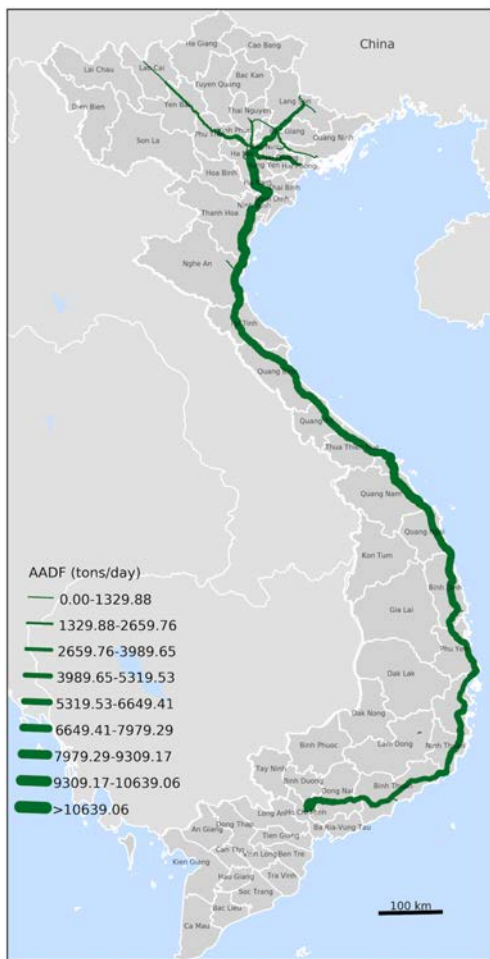 Ha Giang
Cao Bang
China
Lai Chau
Lao Cai
Bac Kan
Tuyen Quang
Dien Bien
Yen Bai
Thai Nguyen
Lang Son
Phu Tho
Giang
Quang Ninh
Son La
Hoa Binh
Thanh Hoa
Nghe An
Tinh
Quang
Quang
Thua Thien
Quang Nam
Quang
Kon Tum
AADF (tons/day)
0.00-1329.88
1329.88-2659.76
2659.76-3989.65
3989.65-5319.53
5319.53-6649.41
6649.41-7979.29
7979.29-9309.17
9309.17-10639.06
>10639.06
Gia Lai
Phu Yen
Dak Lak
Dak Nong
Lam Dong
Ninh Thuan
Binh Phuoc
Tay Ninh
Binh Duong
Dong Nai
Binh Thuan
Long An
Ba Ria-Vung Tau
Dong Thap
An Giang
Tien Giang
Can Tho
Vinh Long
Ben Tre
Kien Giang
Hau Giang
Tra Vinh
Soc Trang
Bac Lieu
Ca Mau
100 km